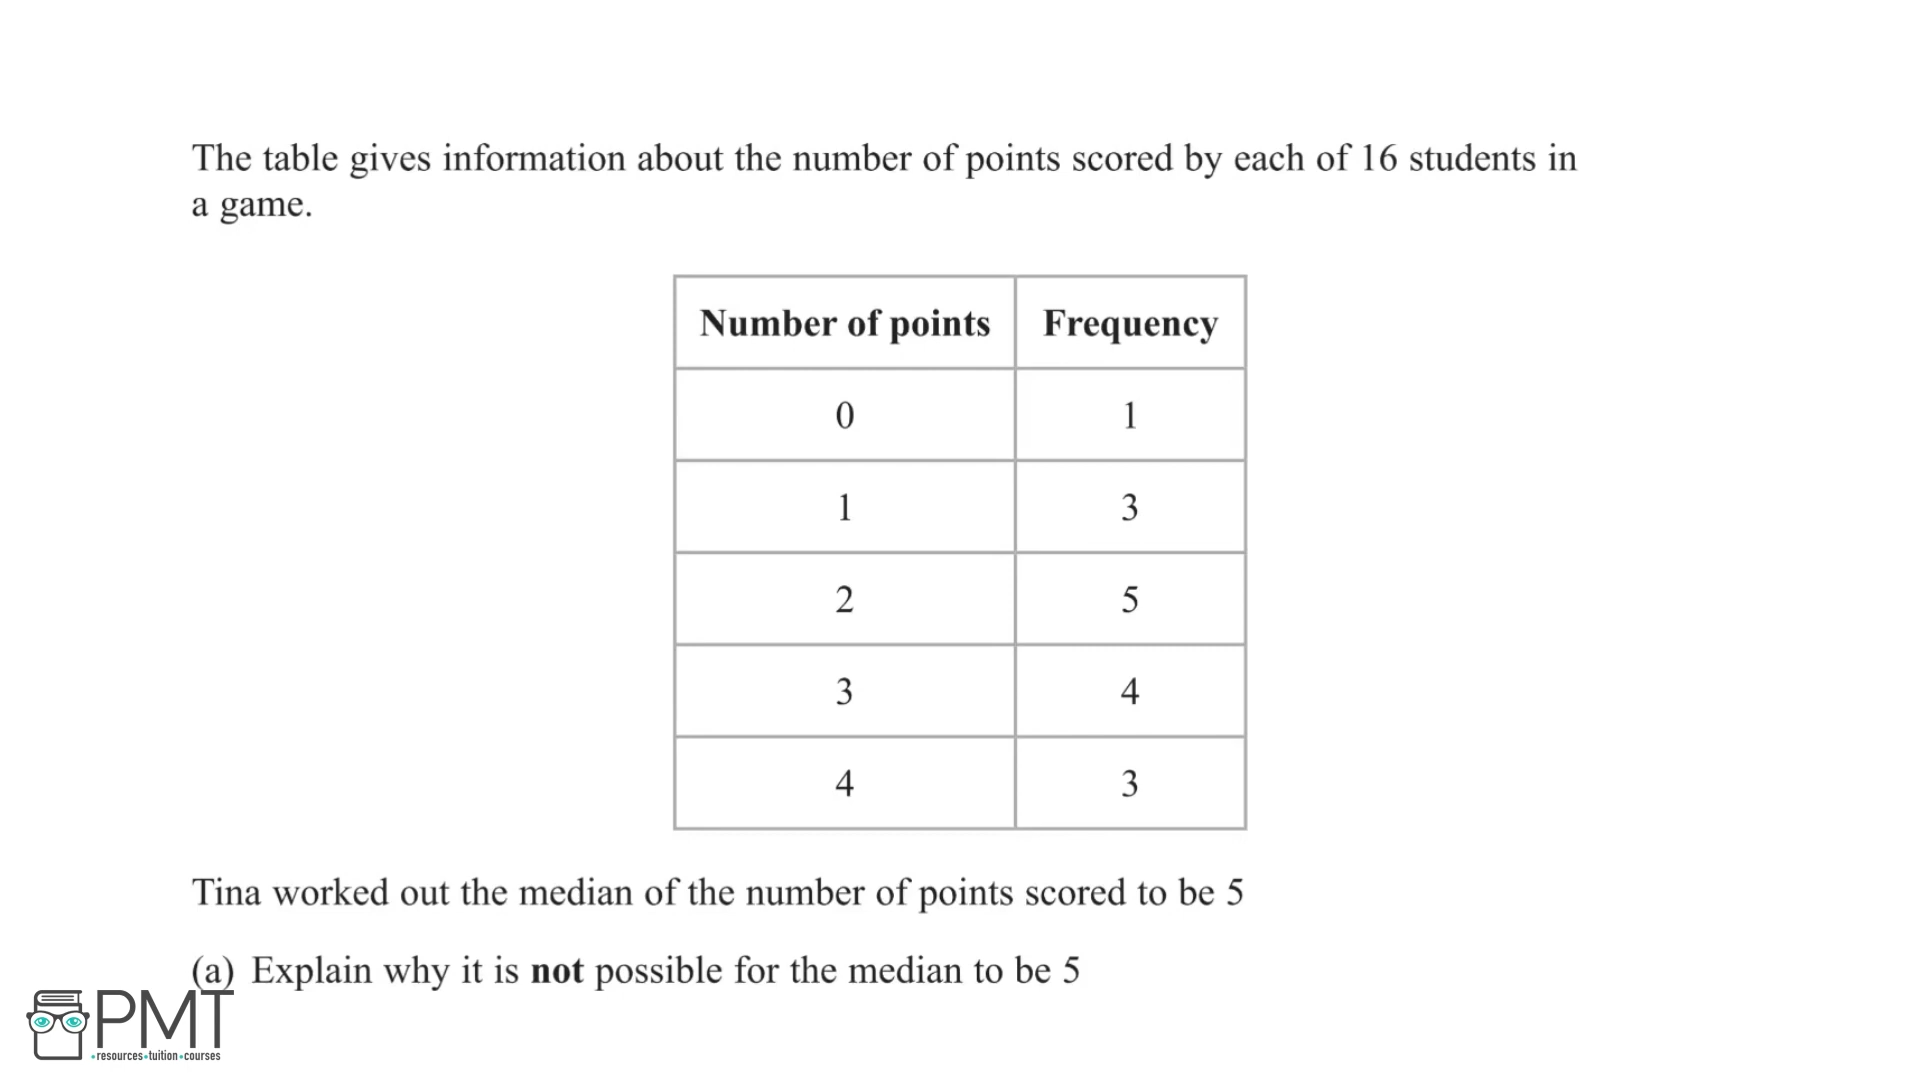 The table gives information about the number of points scored by each of 16 students in
a game.
Number of points Frequency
0 1
1 3
2 5
3 4
4 3
Tina worked out the median of the number of points scored to be 5
(a) Explain why it is not possible for the median to be 5
PMT
•resources•tuition•courses